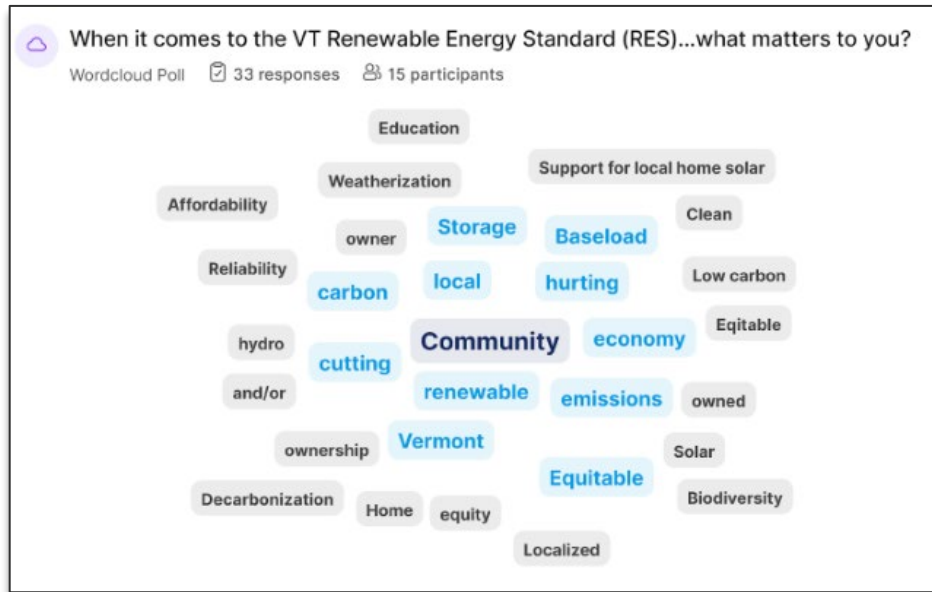 When it comes to the VT Renewable Energy Standard (RES)...what matters to you?
Wordcloud Poll 33 responses 15 participants
Education
Weatherization
Support for local home solar
Affordability
Clean
owner
Storage
Baseload
Reliability
carbon
local
hurting
Low carbon
hydro
cutting
Community
economy
Eqitable
and/or
renewable
emissions
owned
ownership
Vermont
Solar
Decarbonization
Home
equity
Equitable
Biodiversity
Localized